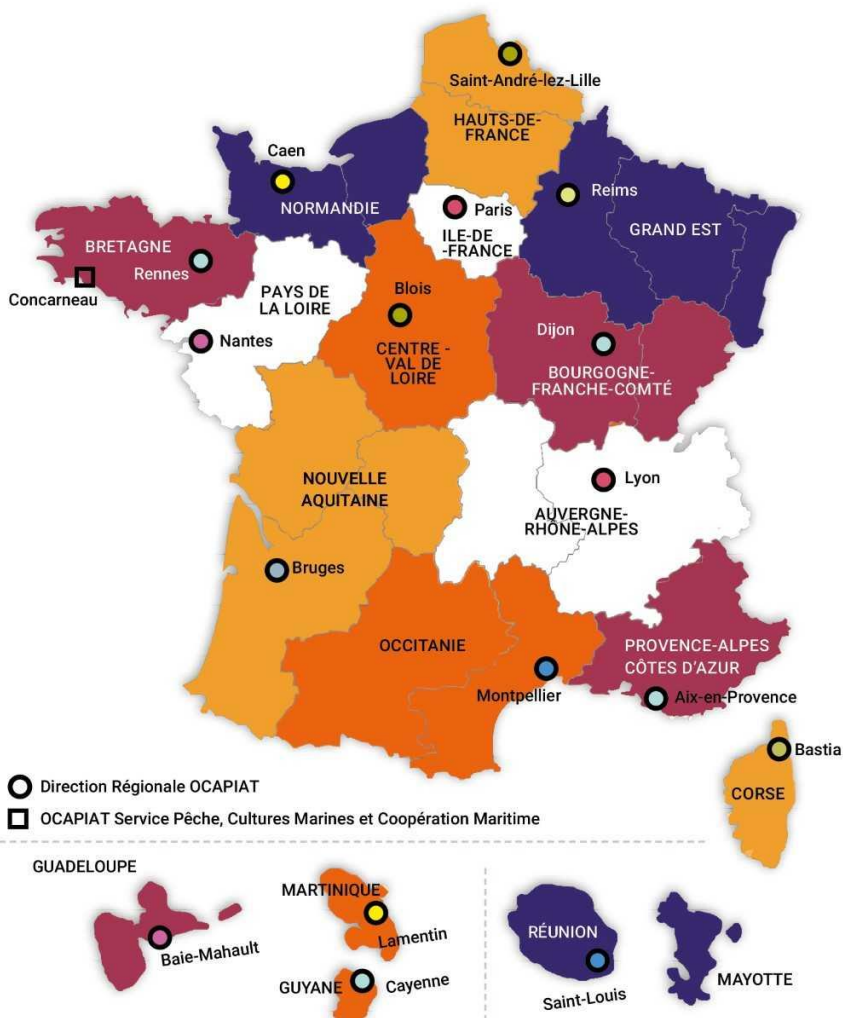 Saint-André-lez-Lille
HAUTS-DE-
FRANCE
Caen
NORMANDIE
Paris
ILE-DE
-FRANCE
Reims
GRAND EST
BRETAGNE
Rennes
Concarneau
PAYS DE
LA LOIRE
Nantes
Blois
CENTRE -
VAL DE
LOIRE
Dijon
BOURGOGNE-
FRANCHE-COMTÉ
NOUVELLE
AQUITAINE
Bruges
Lyon
AUVERGNE-
RHÔNE-ALPES
OCCITANIE
Montpellier
PROVENCE-ALPES
CÔTES D'AZUR
Aix-en-Provence
Bastia
CORSE
Direction Régionale OCAPIAT
OCAPIAT Service Pêche, Cultures Marines et Coopération Maritime
GUADELOUPE
Baie-Mahault
MARTINIQUE
Lamentin
GUYANE
Cayenne
RÉUNION
Saint-Louis
MAYOTTE